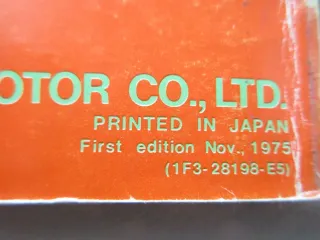 OTOR CO., LTD.
PRINTED IN JAPAN
First edition Nov., 1975
(1F3-28198-E5)